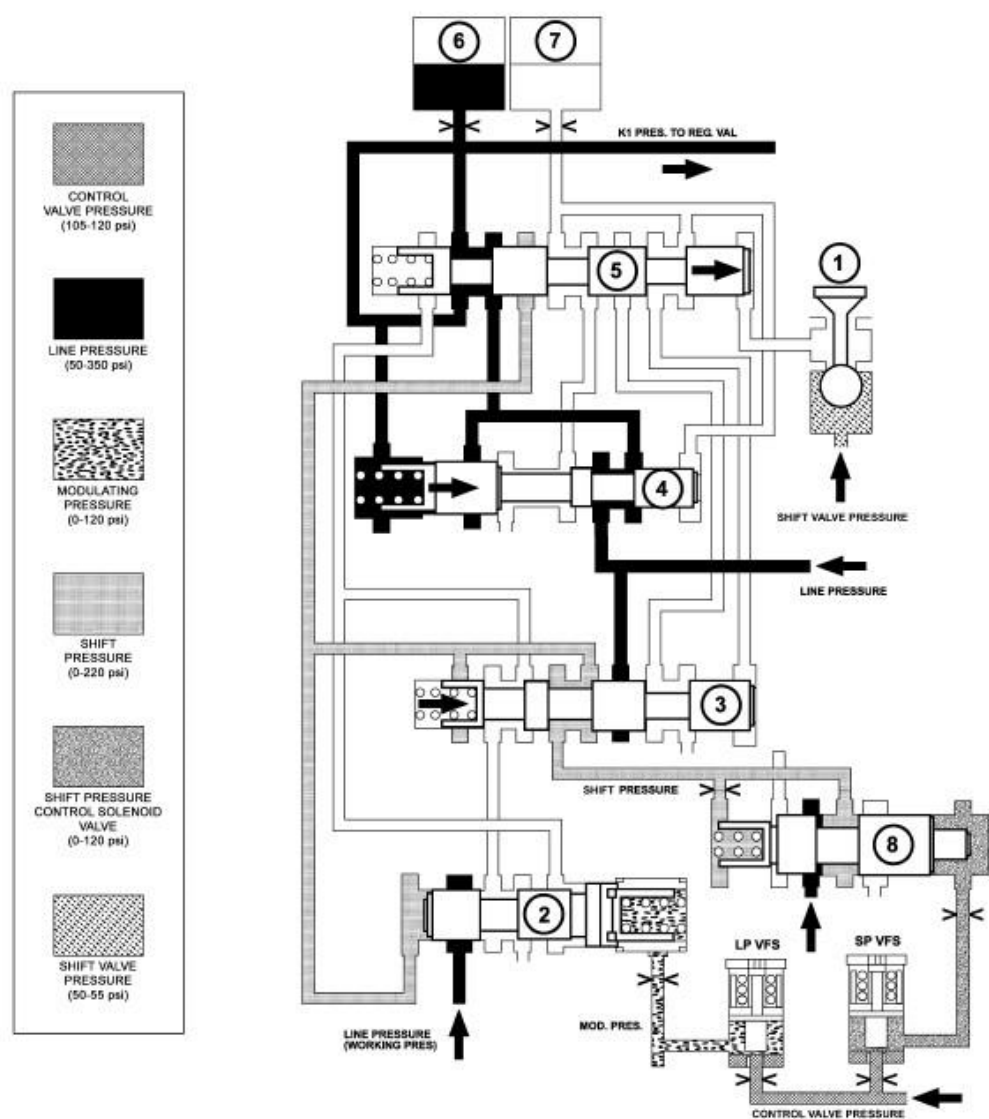 6
7
K1 PRES. TO REG. VAL
CONTROL
VALVE PRESSURE
(105-120 psi)
5
1
LINE PRESSURE
(50-350 psi)
4
MODULATING
PRESSURE
(0-120 psi)
SHIFT VALVE PRESSURE
LINE PRESSURE
SHIFT
PRESSURE
(0-220 psi)
3
SHIFT PRESSURE
CONTROL SOLENOID
VALVE
(0-120 psi)
SHIFT PRESSURE
8
2
LP VFS
SP VFS
SHIFT VALVE
PRESSURE
(50-55 psi)
LINE PRESSURE
(WORKING PRES)
MOD. PRES.
CONTROL VALVE PRESSURE